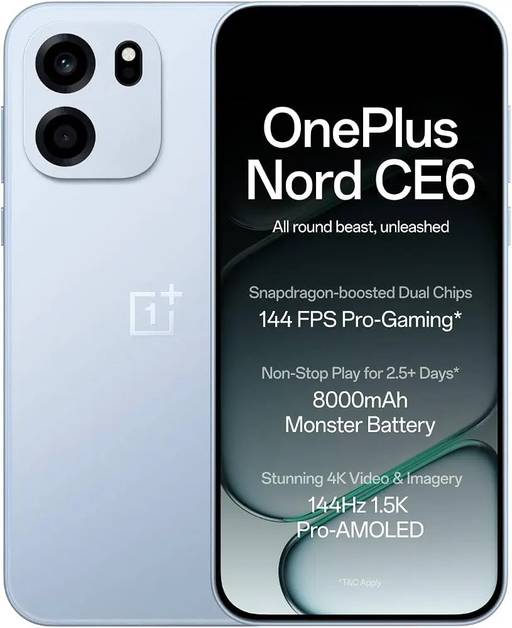 OnePlus
Nord CE6
All round beast, unleashed
Snapdragon-boosted Dual Chips
144 FPS Pro-Gaming*
Non-Stop Play for 2.5+ Days*
8000mAh
Monster Battery
Stunning 4K Video & Imagery
144Hz 1.5K
Pro-AMOLED
*T&C Apply
1+